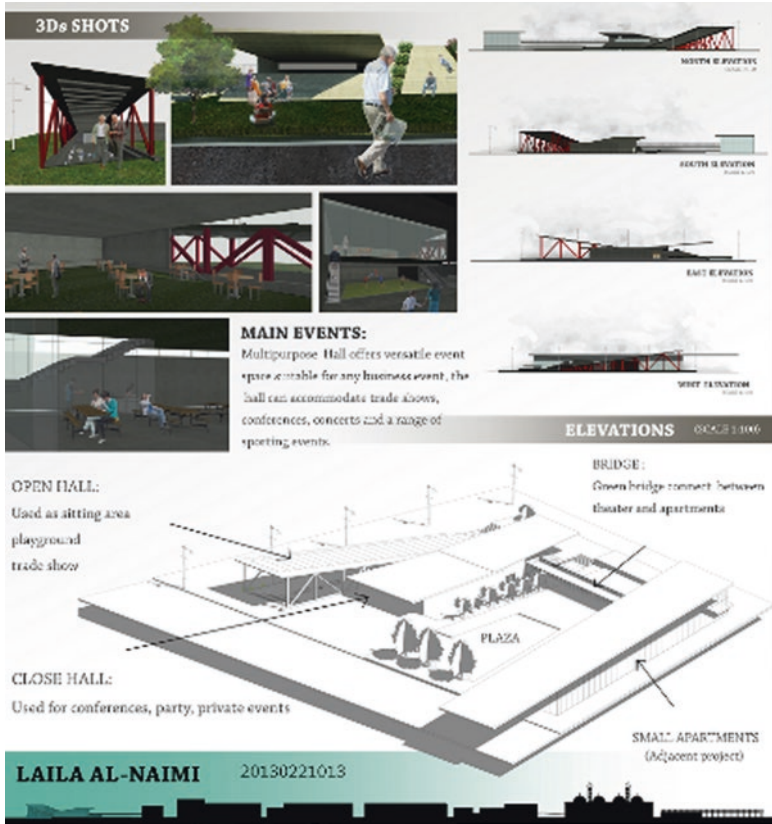 3Ds SHOTS
NORTH ELEVATION
SOUTH ELEVATION
EAST ELEVATION
WEST ELEVATION
MAIN EVENTS:
Multipurpose Hall offers versatile event
space suitable for any business event, the
hall can accommodate trade shows,
conferences, concerts and a range of
sporting events.
ELEVATIONS (SCALE 1:100)
BRIDGE :
Green bridge connect between
theater and apartments
OPEN HALL:
Used as sitting area
playground
trade show
PLAZA
CLOSE HALL:
Used for conferences, party, private events
SMALL APARTMENTS
(Adjacent project)
LAILA AL-NAIMI 20130221013